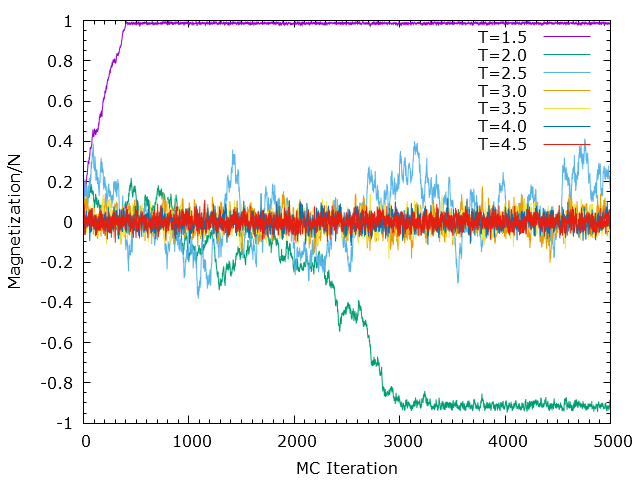 1
0.8
0.6
0.4
0.2
0
-0.2
-0.4
-0.6
-0.8
-1
Magnetization/N
T=1.5
T=2.0
T=2.5
T=3.0
T=3.5
T=4.0
T=4.5
0 1000 2000 3000 4000 5000
MC Iteration